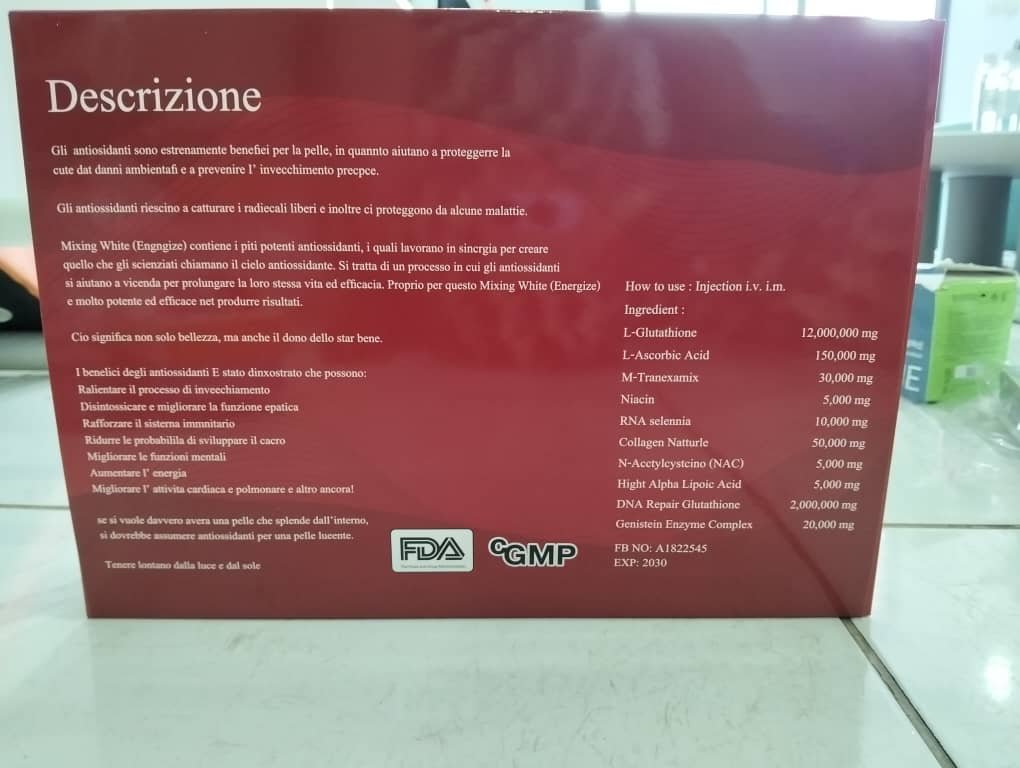 Descrizione
Gli antiosidanti sono estrenamente benefiei per la pelle, in quannto aiutano a proteggerre la
cute dat danni ambientafi e a prevenire l' invecchimento precpce.
Gli antiossidanti riescino a catturare i radiecali liberi e inoltre ci proteggono da alcune malattie.
Mixing White (Engngize) contiene i piti potenti antiossidanti, i quali lavorano in sincrgia per creare
quello che gli scienziati chiamano il cielo antiossidante. Si tratta di un processo in cui gli antiossidanti
si aiutano a vicenda per prolungare la loro stessa vita ed efficacia. Proprio per questo Mixing White (Energize)
e molto potente ed efficace net produrre risultati.
Cio significa non solo bellezza, ma anche il dono dello star bene.
I benelici degli antiossidanti E stato dinxostrato che possono:
Ralientare il processo di inveechiamento
Disintossicare e migliorare la funzione epatica
Rafforzare il sisterna immnitario
Ridurre le probabilila di sviluppare il cacro
Migliorare le funzioni mentali
Aumentare l' energia
Migliorare l' attivita cardiaca e polmonare e altro ancora!
se si vuole davvero avera una pelle che splende dall'interno,
si dovrebbe assumere antiossidanti per una pelle lucente.
Tenere lontano dalla luce e dal sole
FDA
cGMP
How to use : Injection i.v. i.m.
Ingredient :
L-Glutathione 12,000,000 mg
L-Ascorbic Acid 150,000 mg
M-Tranexamix 30,000 mg
Niacin 5,000 mg
RNA selennia 10,000 mg
Collagen Natturle 50,000 mg
N-Acctylcysteino (NAC) 5,000 mg
Hight Alpha Lipoic Acid 5,000 mg
DNA Repair Glutathione 2,000,000 mg
Genistein Enzyme Complex 20,000 mg
FB NO: A1822545
EXP: 2030